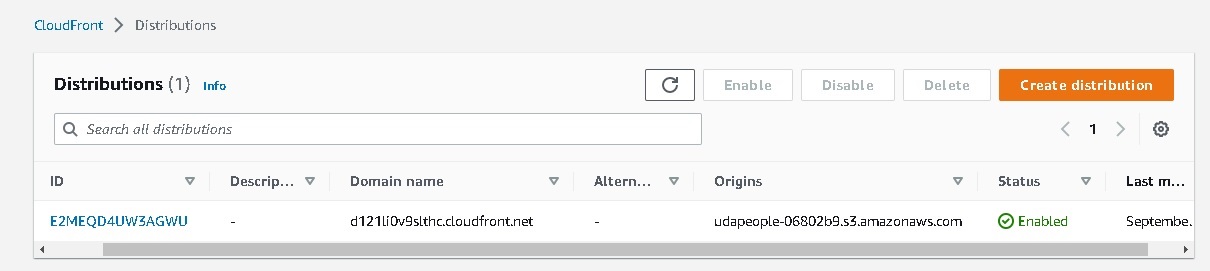 CloudFront > Distributions
Distributions (1) Info Enable Disable Delete Create distribution
Search all distributions 1
ID Descrip... Domain name Altern... Origins Status Last m...
E2MEQD4UW3AGWU - d121li0v9slthc.cloudfront.net - udapeople-06802b9.s3.amazonaws.com Enabled Septembe